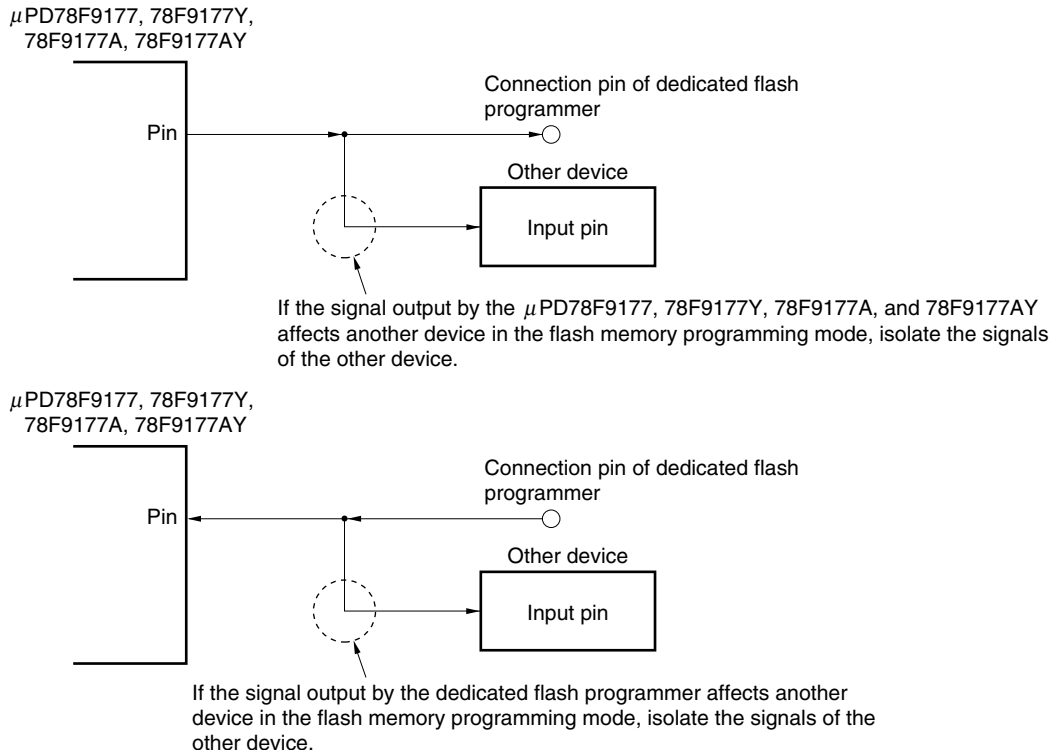 μPD78F9177, 78F9177Y,
78F9177A, 78F9177AY
Pin
Connection pin of dedicated flash
programmer
Other device
Input pin
If the signal output by the μPD78F9177, 78F9177Y, 78F9177A, and 78F9177AY
affects another device in the flash memory programming mode, isolate the signals
of the other device.
μPD78F9177, 78F9177Y,
78F9177A, 78F9177AY
Pin
Connection pin of dedicated flash
programmer
Other device
Input pin
If the signal output by the dedicated flash programmer affects another
device in the flash memory programming mode, isolate the signals of the
other device.